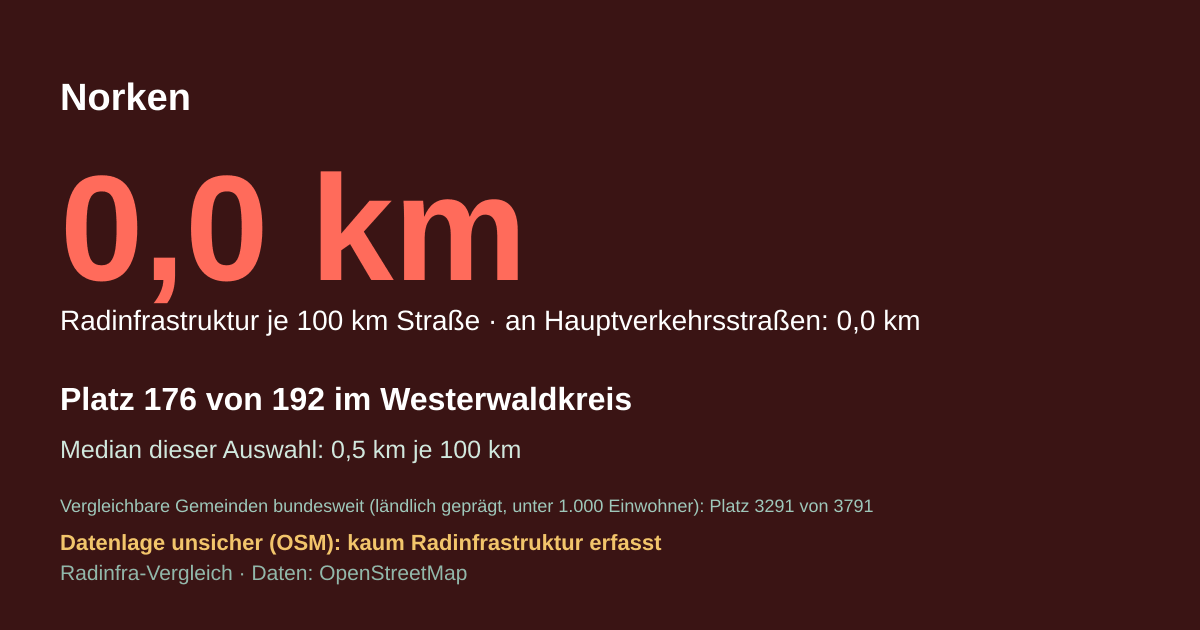 Norken
0,0 km
Radinfrastruktur je 100 km Straße · an Hauptverkehrsstraßen: 0,0 km
Platz 176 von 192 im Westerwaldkreis
Median dieser Auswahl: 0,5 km je 100 km
Vergleichbare Gemeinden bundesweit (ländlich geprägt, unter 1.000 Einwohner): Platz 3291 von 3791
Datenlage unsicher (OSM): kaum Radinfrastruktur erfasst
Radinfra-Vergleich · Daten: OpenStreetMap